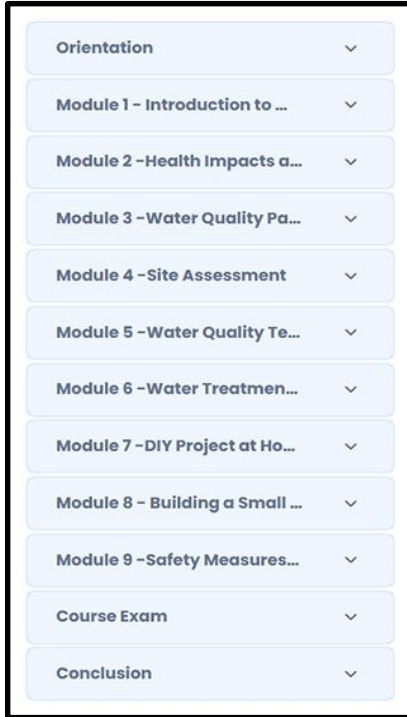 Orientation
Module 1 - Introduction to ...
Module 2 -Health Impacts a...
Module 3 -Water Quality Pa...
Module 4 -Site Assessment
Module 5 -Water Quality Te...
Module 6 -Water Treatmen...
Module 7 -DIY Project at Ho...
Module 8 - Building a Small ...
Module 9 -Safety Measures...
Course Exam
Conclusion